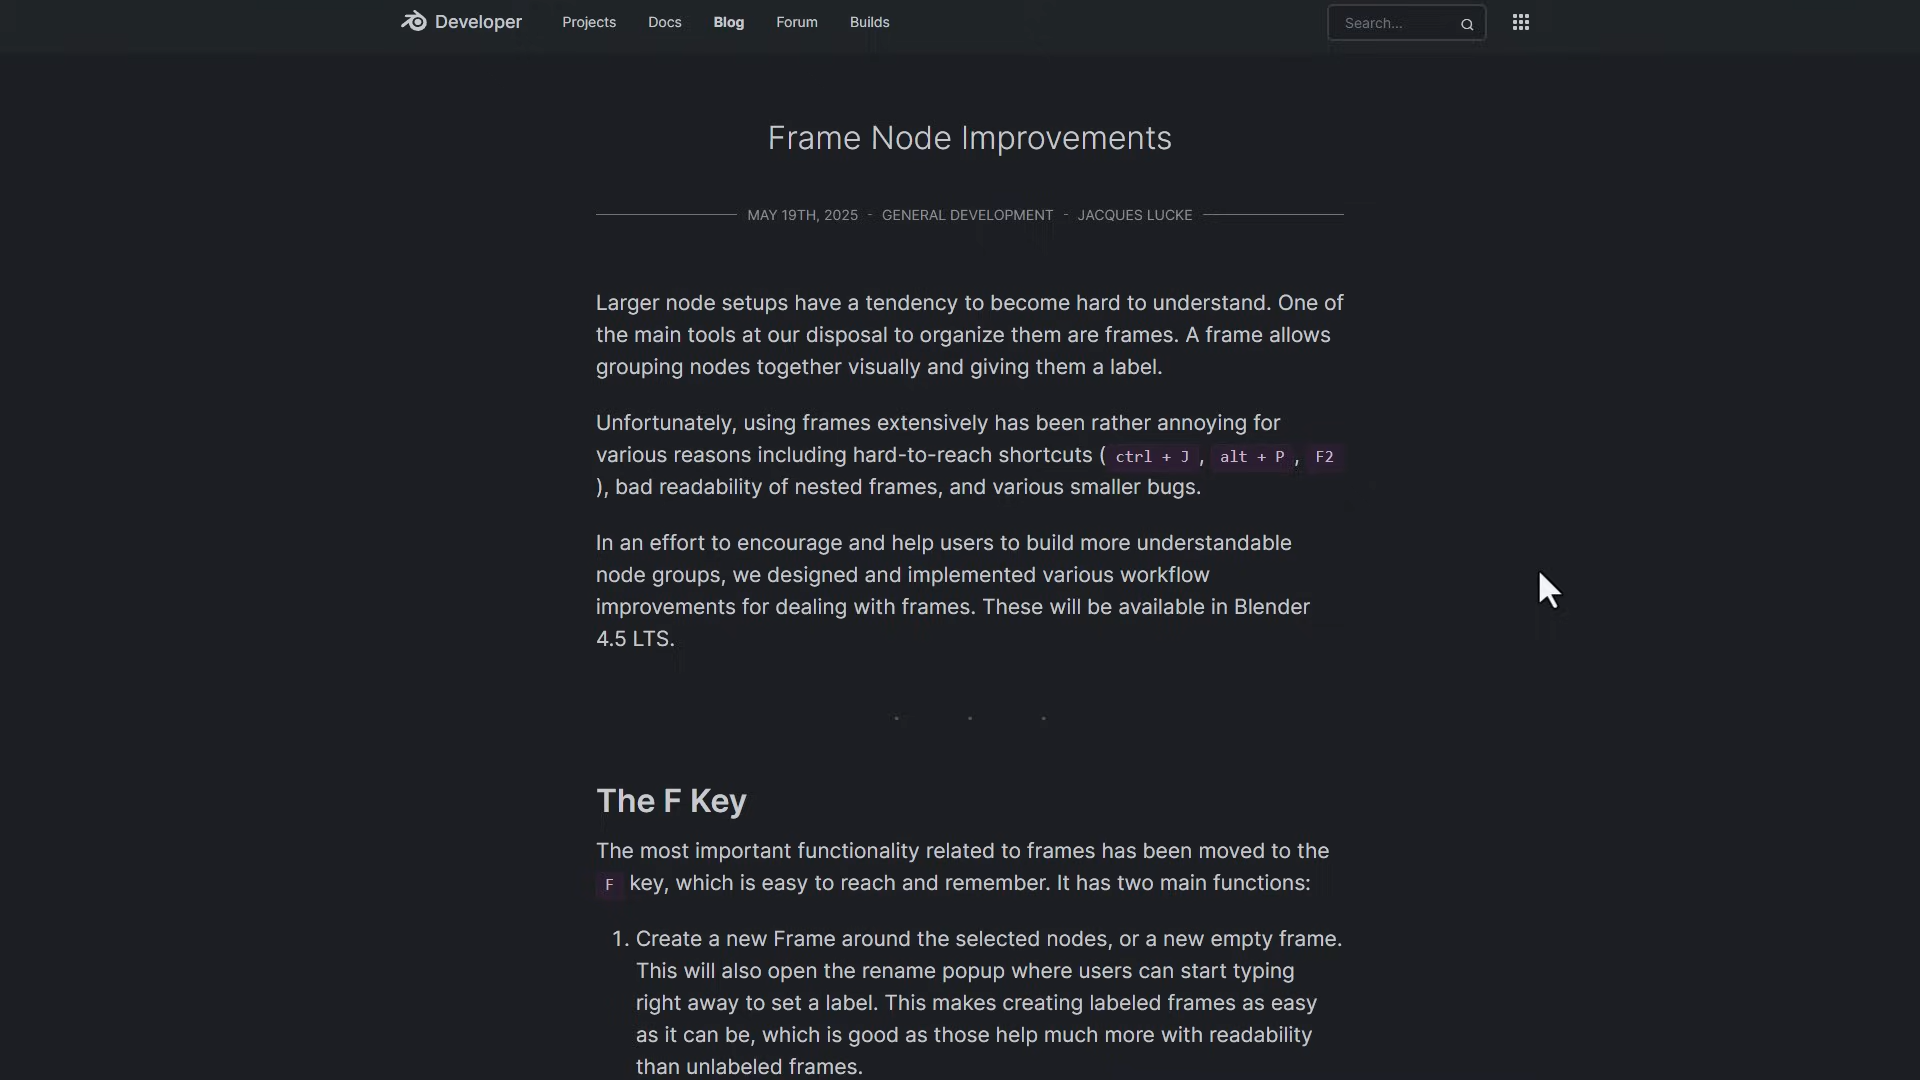 Developer Projects Docs Blog Forum Builds Search...
Frame Node Improvements
MAY 19TH, 2025 - GENERAL DEVELOPMENT - JACQUES LUCKE
Larger node setups have a tendency to become hard to understand. One of
the main tools at our disposal to organize them are frames. A frame allows
grouping nodes together visually and giving them a label.
Unfortunately, using frames extensively has been rather annoying for
various reasons including hard-to-reach shortcuts ( ctrl + J , alt + P , F2
), bad readability of nested frames, and various smaller bugs.
In an effort to encourage and help users to build more understandable
node groups, we designed and implemented various workflow
improvements for dealing with frames. These will be available in Blender
4.5 LTS.
. . .
The F Key
The most important functionality related to frames has been moved to the
F key, which is easy to reach and remember. It has two main functions:
1. Create a new Frame around the selected nodes, or a new empty frame.
This will also open the rename popup where users can start typing
right away to set a label. This makes creating labeled frames as easy
as it can be, which is good as those help much more with readability
than unlabeled frames.